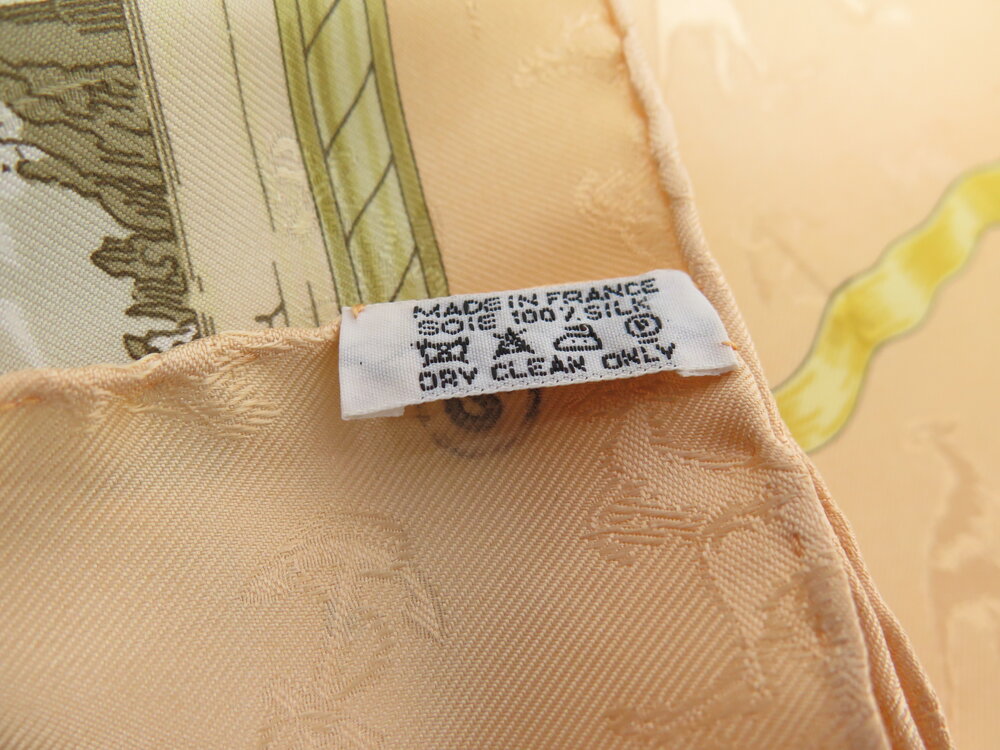 MADE IN FRANCE
SOIE 100% SILK
P
DRY CLEAN ONLY